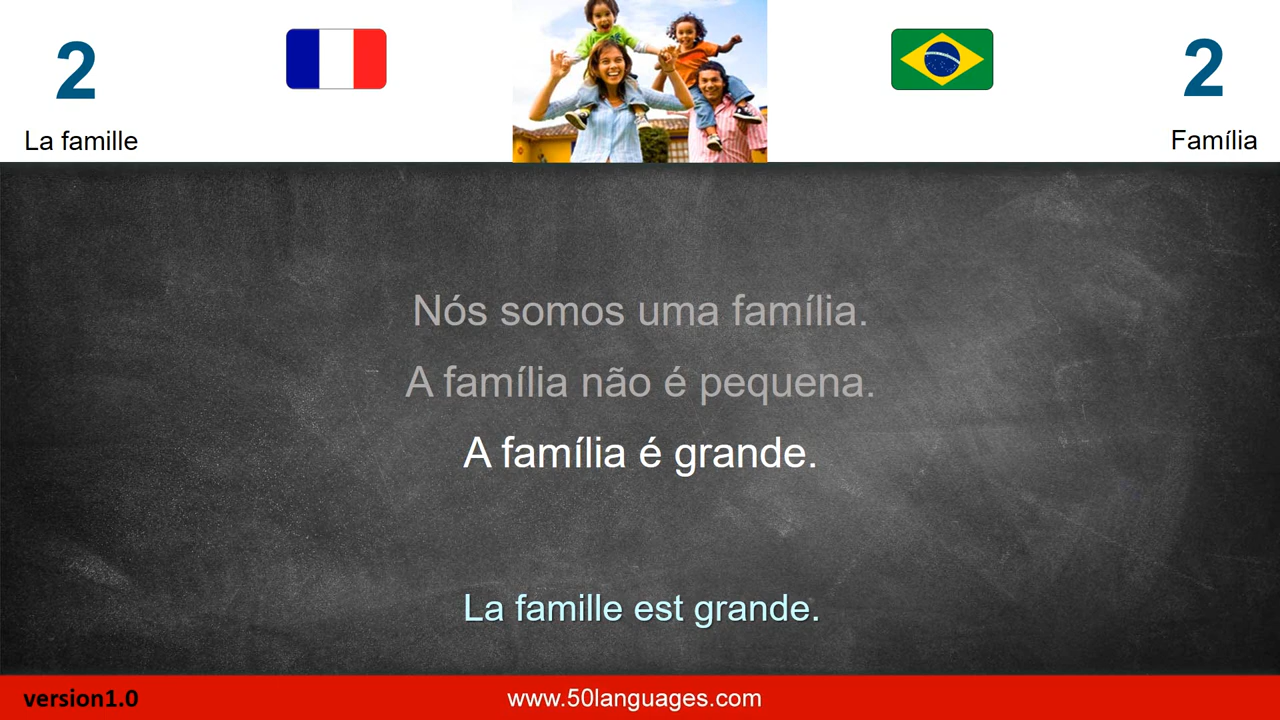 2
La famille
2
Família
Nós somos uma família.
A família não é pequena.
A família é grande.
La famille est grande.
version1.0
www.50languages.com